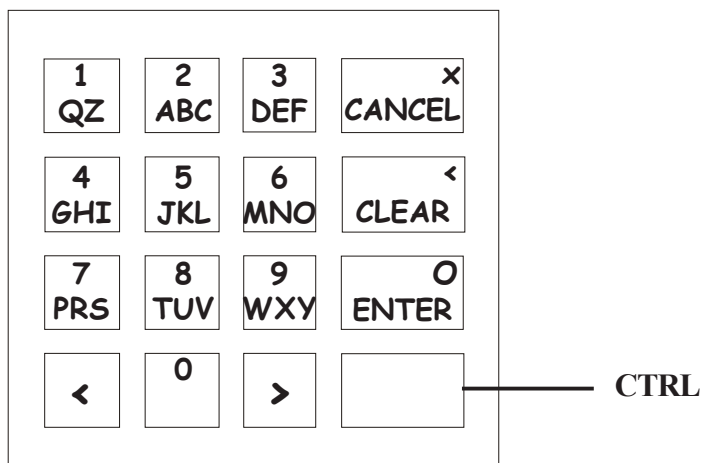 1 2 3 x
QZ ABC DEF CANCEL
4 5 6 <
GHI JKL MNO CLEAR
7 8 9 O
PRS TUV WXY ENTER
< 0 >
CTRL